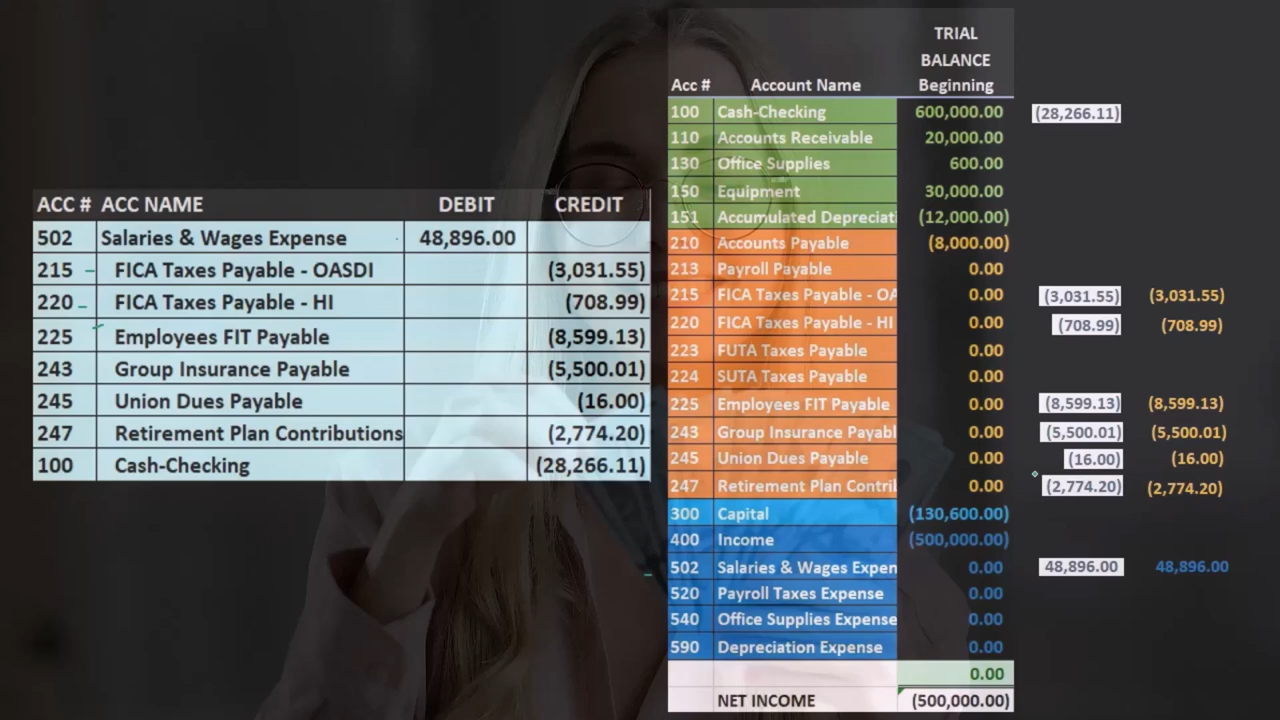 ACC # ACC NAME DEBIT CREDIT
502 Salaries & Wages Expense 48,896.00
215 FICA Taxes Payable - OASDI (3,031.55)
220 FICA Taxes Payable - HI (708.99)
225 Employees FIT Payable (8,599.13)
243 Group Insurance Payable (5,500.01)
245 Union Dues Payable (16.00)
247 Retirement Plan Contributions (2,774.20)
100 Cash-Checking (28,266.11)
TRIAL
BALANCE
Acc # Account Name Beginning
100 Cash-Checking 600,000.00 (28,266.11)
110 Accounts Receivable 20,000.00
130 Office Supplies 600.00
150 Equipment 30,000.00
151 Accumulated Depreciati (12,000.00)
210 Accounts Payable (8,000.00)
213 Payroll Payable 0.00
215 FICA Taxes Payable - OA 0.00 (3,031.55) (3,031.55)
220 FICA Taxes Payable - HI 0.00 (708.99) (708.99)
223 FUTA Taxes Payable 0.00
224 SUTA Taxes Payable 0.00
225 Employees FIT Payable 0.00 (8,599.13) (8,599.13)
243 Group Insurance Payabl 0.00 (5,500.01) (5,500.01)
245 Union Dues Payable 0.00 (16.00) (16.00)
247 Retirement Plan Contril 0.00 (2,774.20) (2,774.20)
300 Capital (130,600.00)
400 Income (500,000.00)
502 Salaries & Wages Expen 0.00 48,896.00 48,896.00
520 Payroll Taxes Expense 0.00
540 Office Supplies Expense 0.00
590 Depreciation Expense 0.00
0.00
NET INCOME (500,000.00)